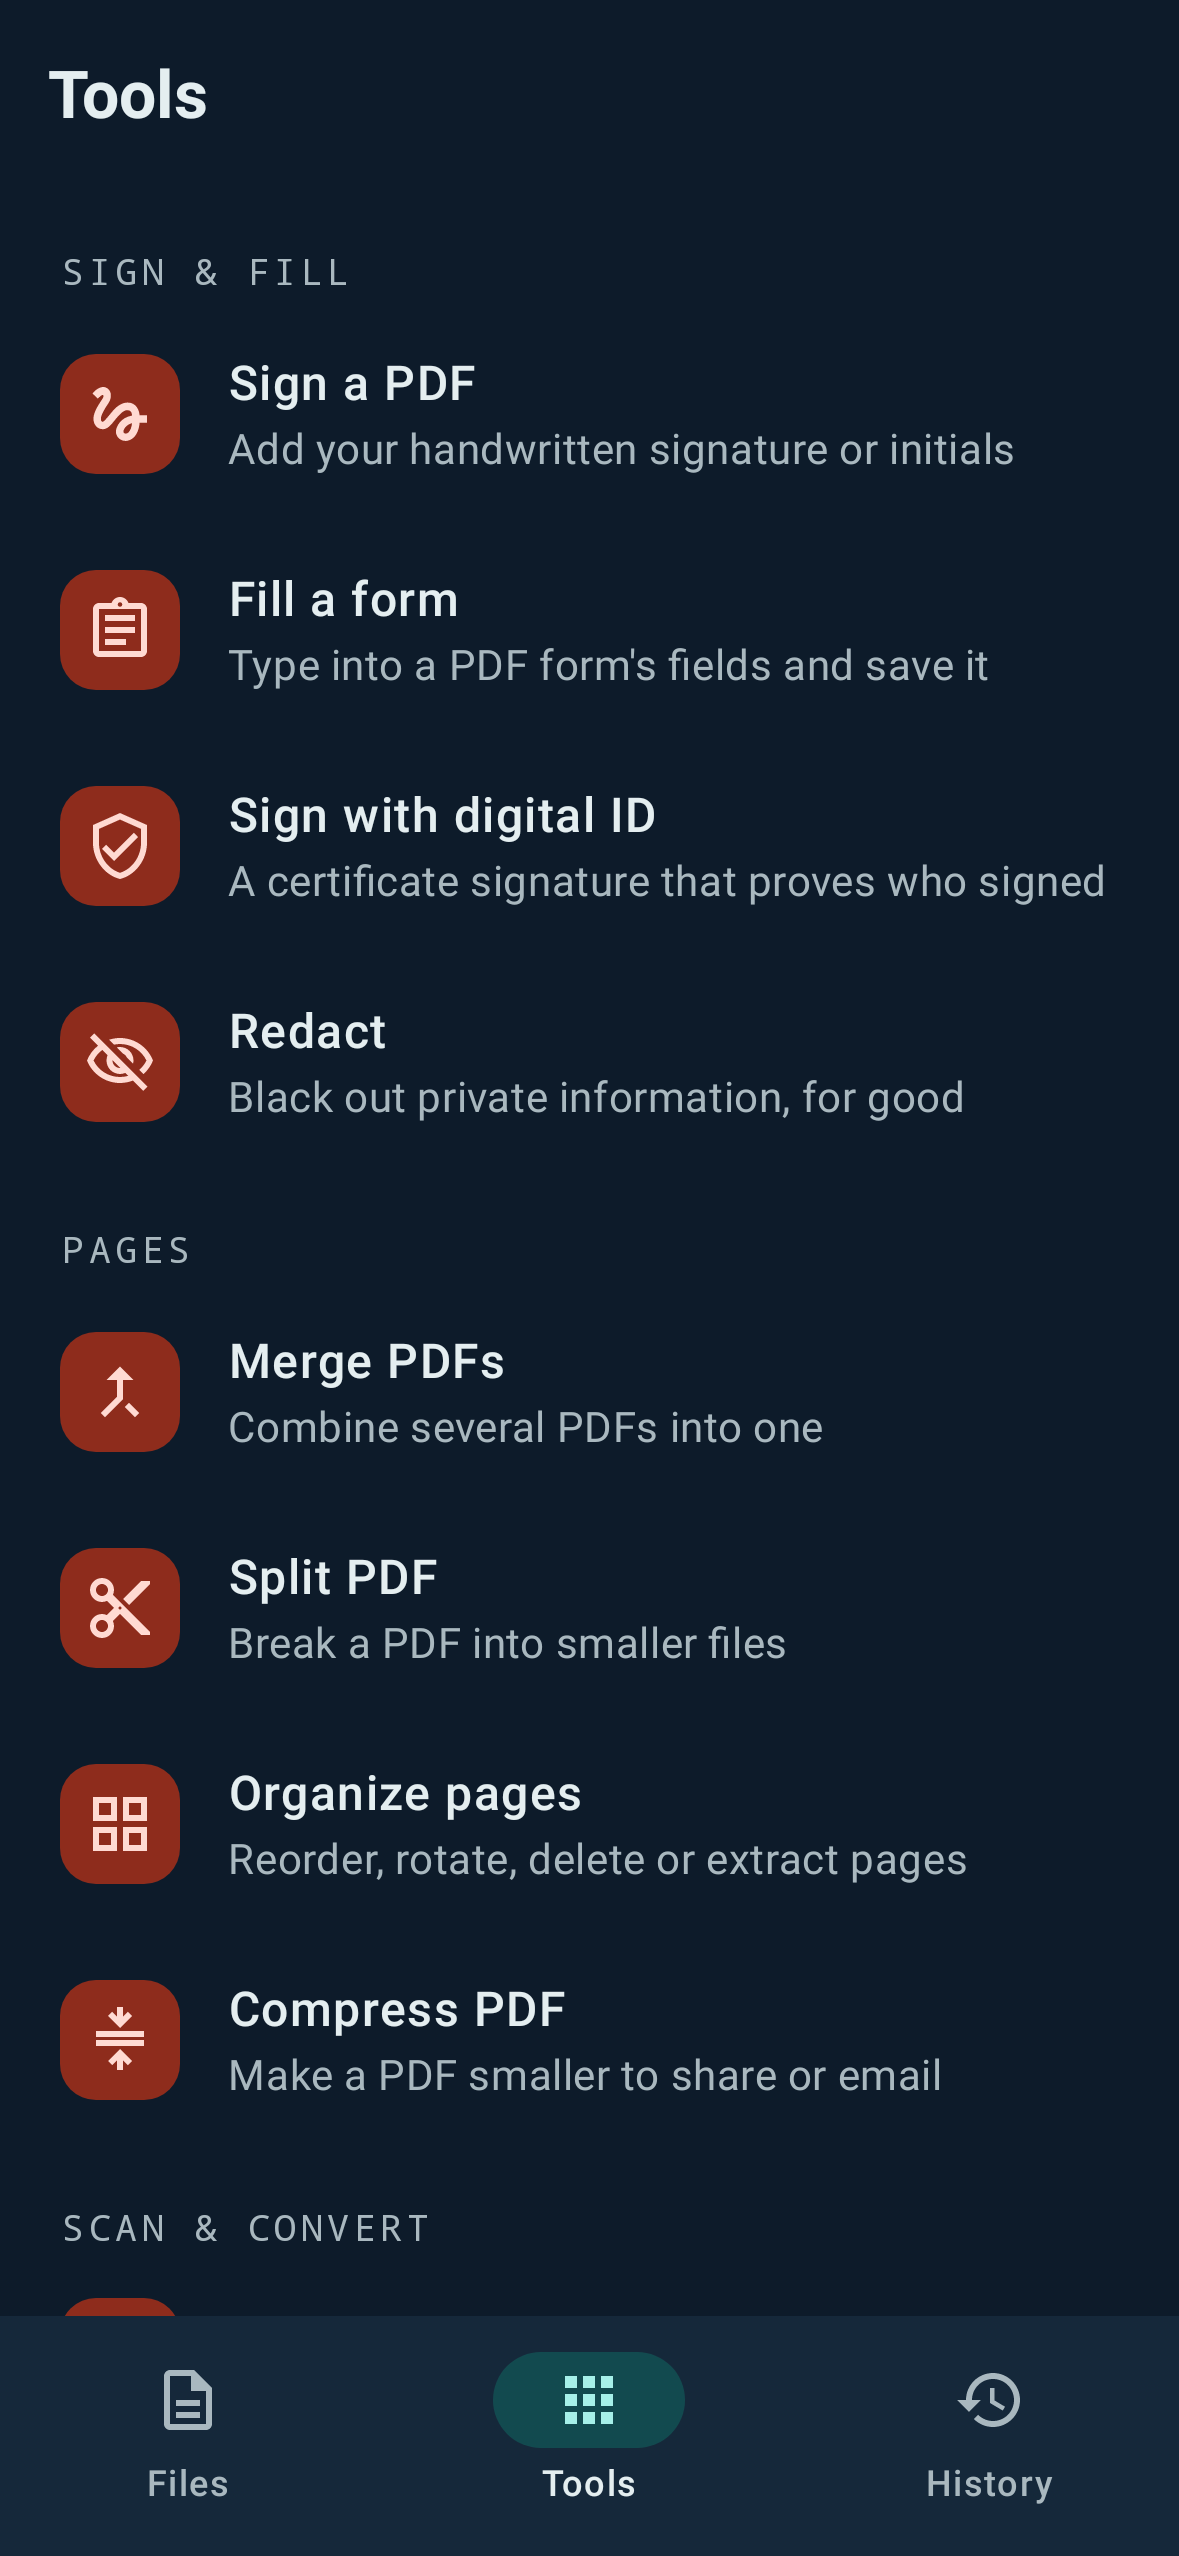 Tools
SIGN & FILL
Sign a PDF
Add your handwritten signature or initials
Fill a form
Type into a PDF form's fields and save it
Sign with digital ID
A certificate signature that proves who signed
Redact
Black out private information, for good
PAGES
Merge PDFs
Combine several PDFs into one
Split PDF
Break a PDF into smaller files
Organize pages
Reorder, rotate, delete or extract pages
Compress PDF
Make a PDF smaller to share or email
SCAN & CONVERT
Files
Tools
History